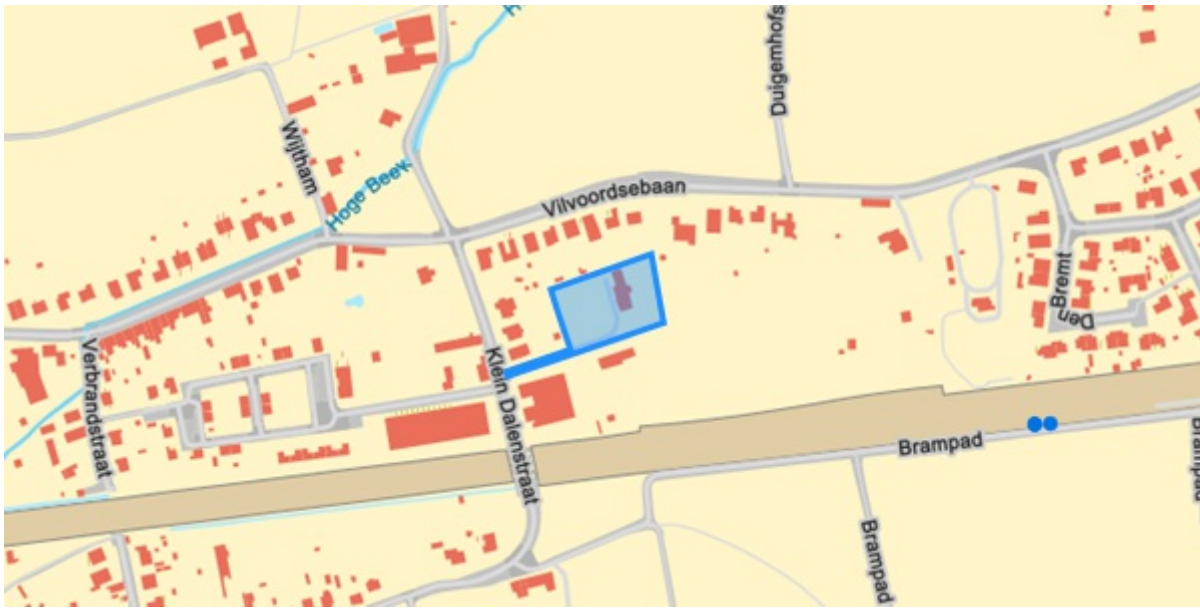 Duigemhofs
Wijtham
Hoge Beek
Vilvoordsebaan
Den Bremt
Verbrandstraat
Klein Dalenstraat
Brampad
Brampad